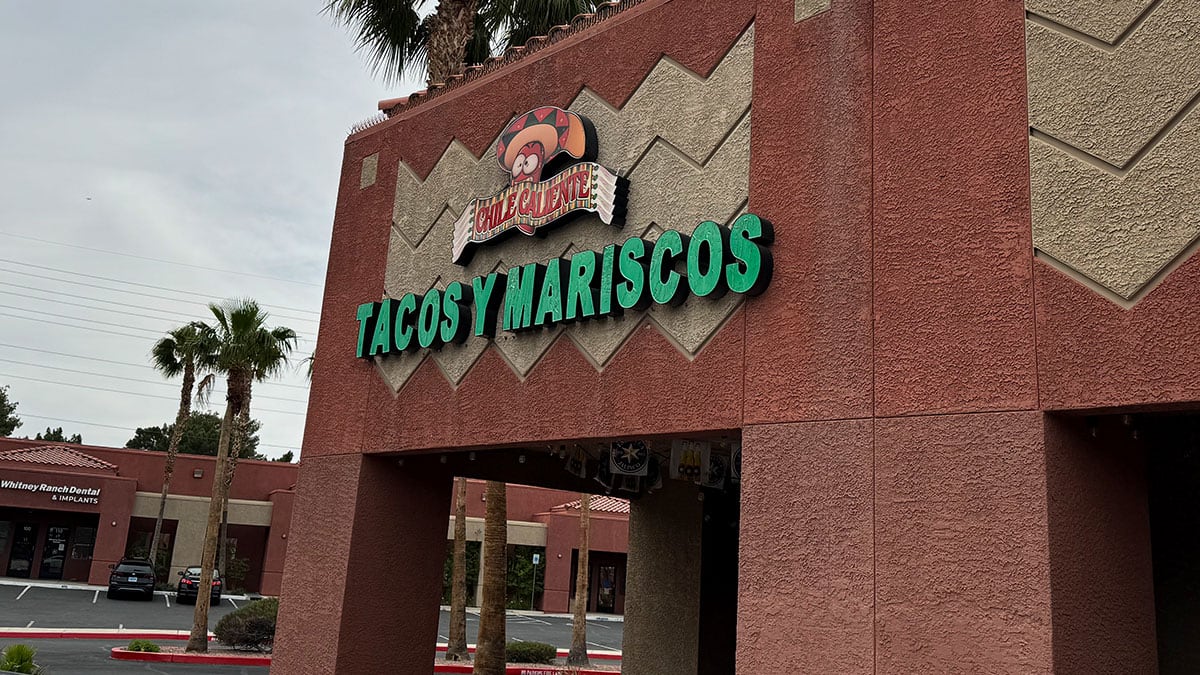 CHILE CALIENTE
TACOS Y MARISCOS
Whitney Ranch Dental
& IMPLANTS